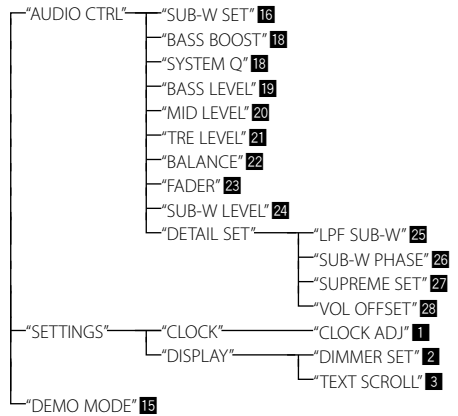 “AUDIO CTRL” “SUB-W SET” 16
“BASS BOOST” 18
“SYSTEM Q” 18
“BASS LEVEL” 19
“MID LEVEL” 20
“TRE LEVEL” 21
“BALANCE” 22
“FADER” 23
“SUB-W LEVEL” 24
“DETAIL SET” “LPF SUB-W” 25
“SUB-W PHASE” 26
“SUPREME SET” 27
“VOL OFFSET” 28
“SETTINGS” “CLOCK” “CLOCK ADJ” 1
“DISPLAY” “DIMMER SET” 2
“TEXT SCROLL” 3
“DEMO MODE” 15